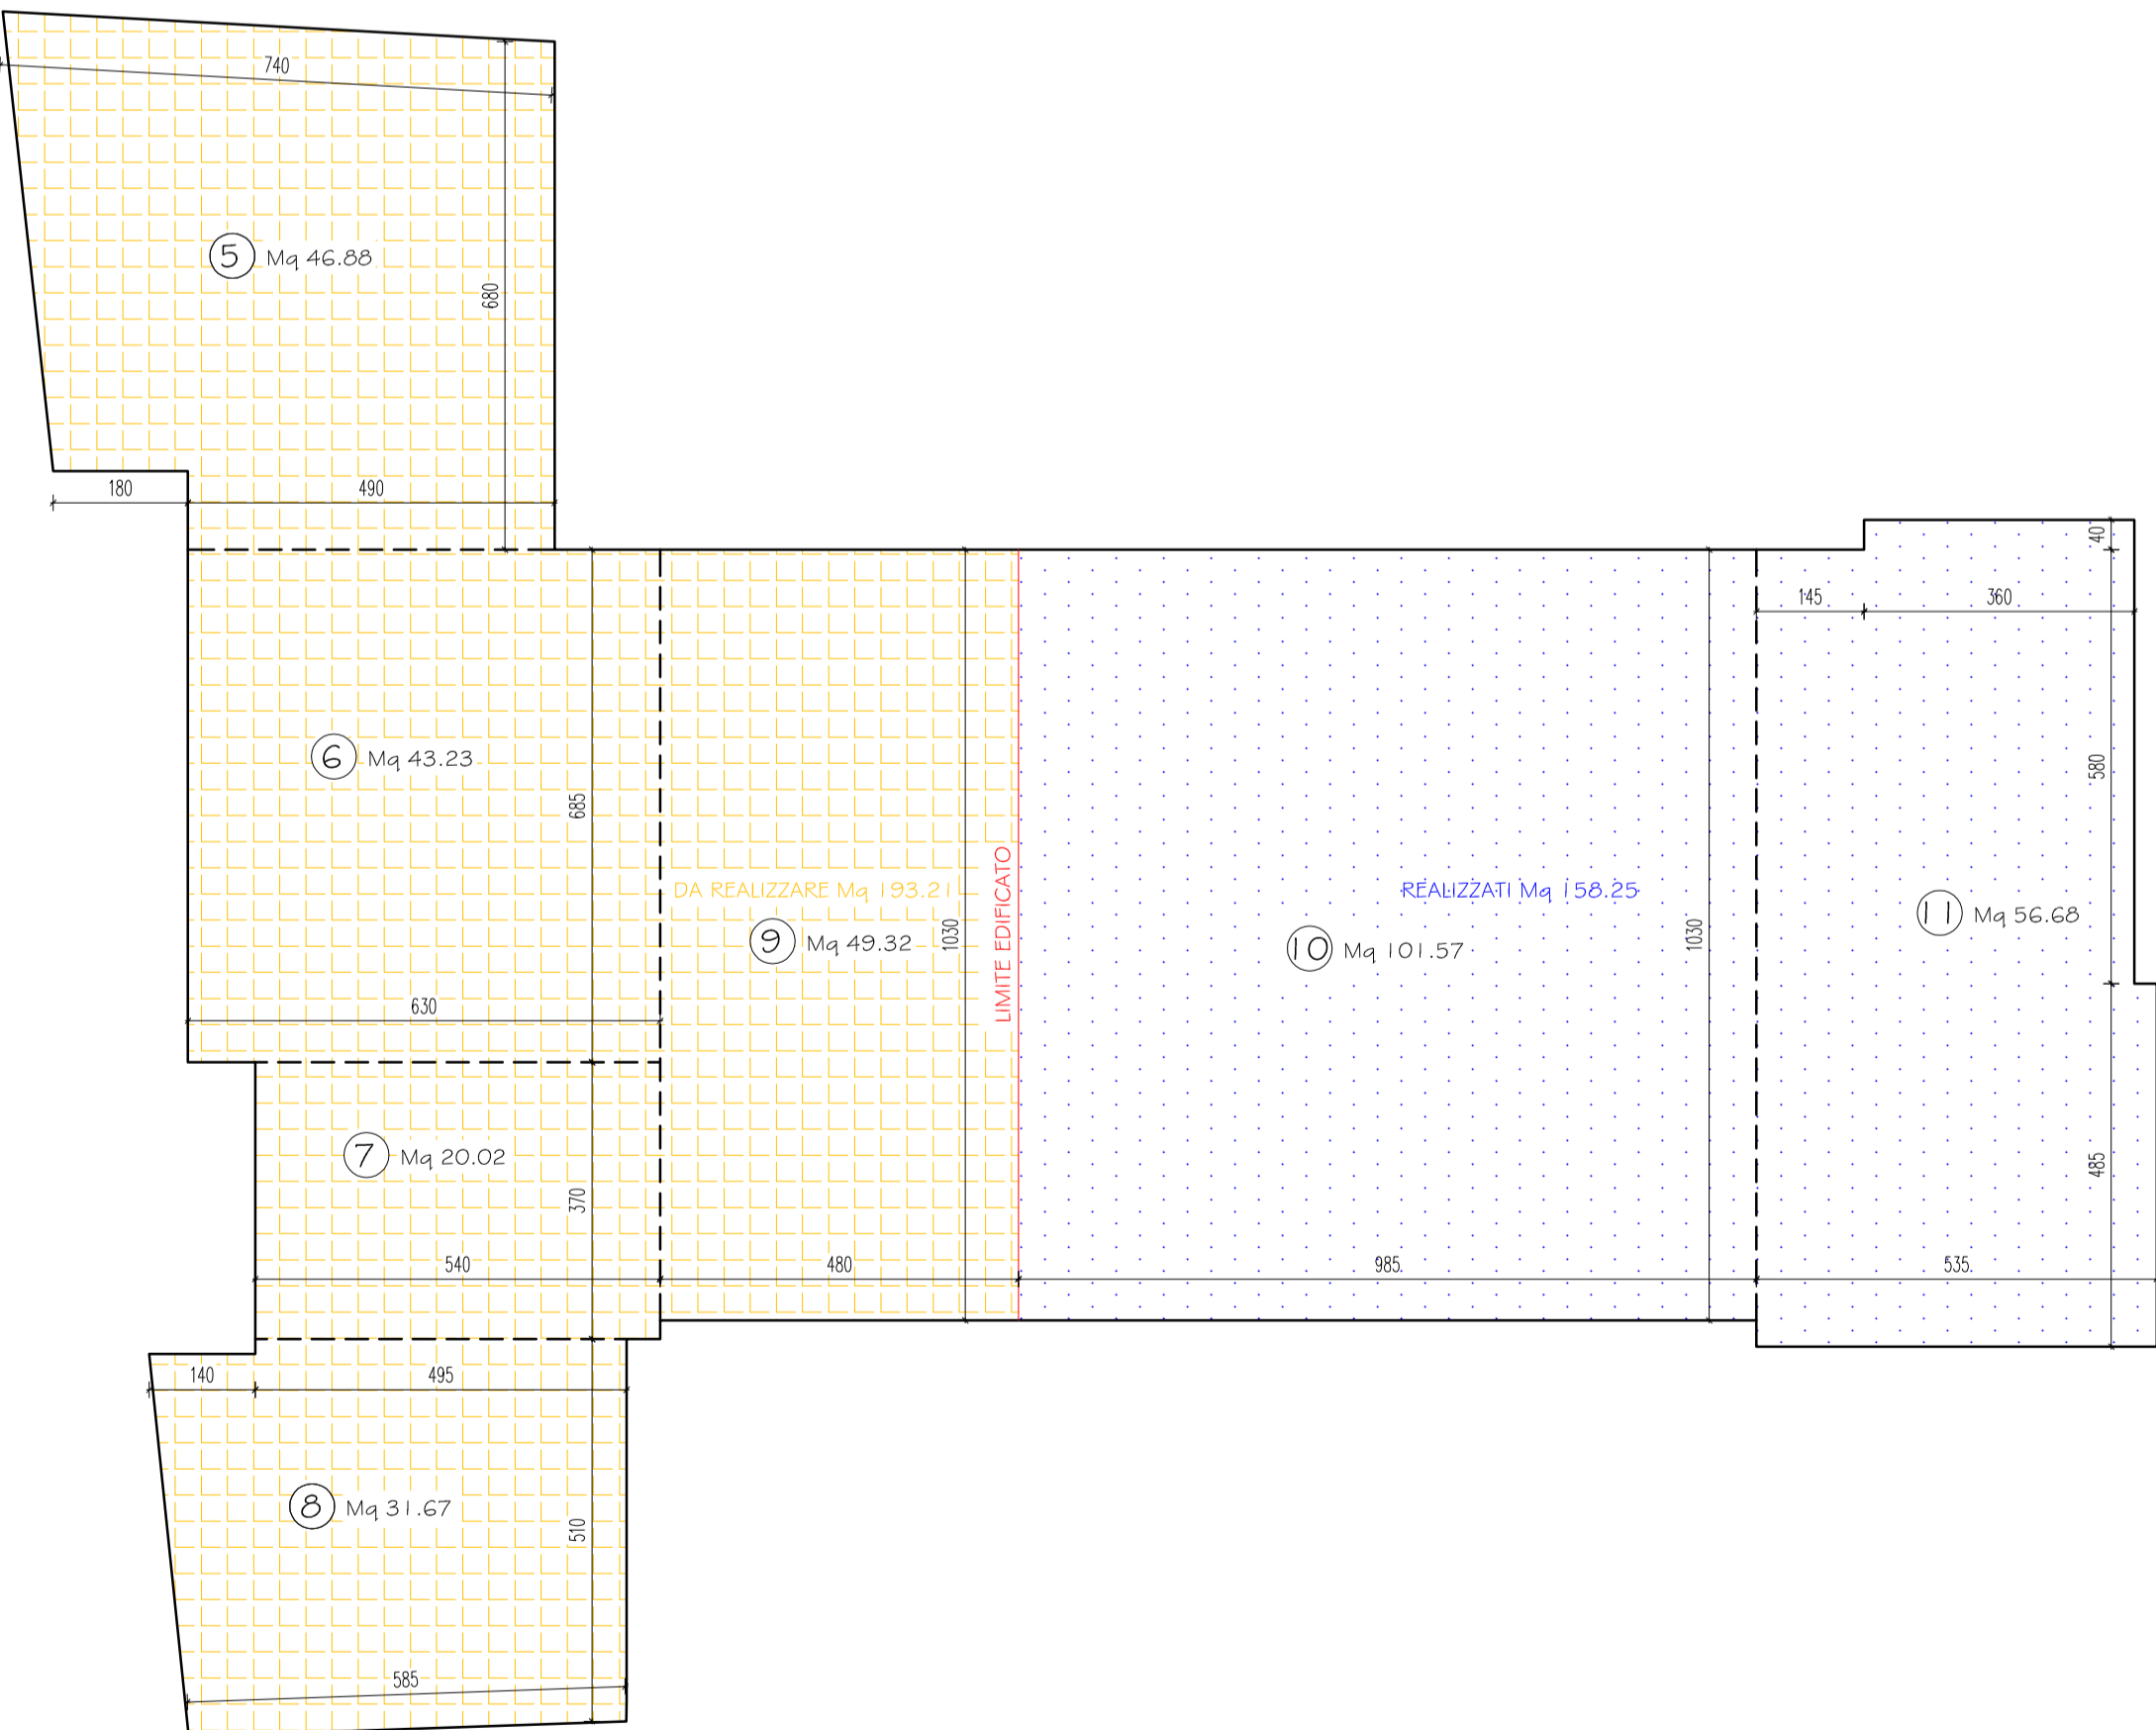 740
680
5 Mq 46.88
180
490
40
145
360
580
6 Mq 43.23
685
DA REALIZZARE Mq 193.21
LIMITE EDIFICATO
REALIZZATI Mq 158.25
9 Mq 49.32
1030
10 Mq 101.57
1030
11 Mq 56.68
630
7 Mq 20.02
370
485
540
480
985
535
140
495
8 Mq 31.67
510
585